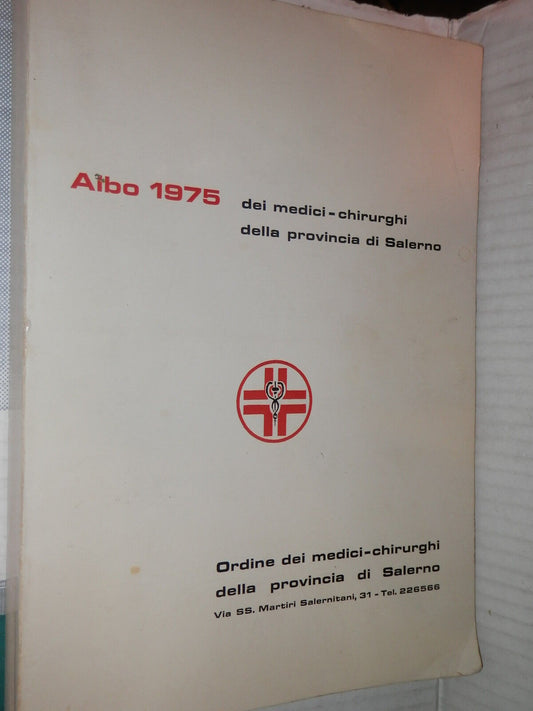 Albo 1975
dei medici-chirurghi
della provincia di Salerno
Ordine dei medici-chirurghi
della provincia di Salerno
Via SS. Martiri Salernitani, 31 - Tel. 226566